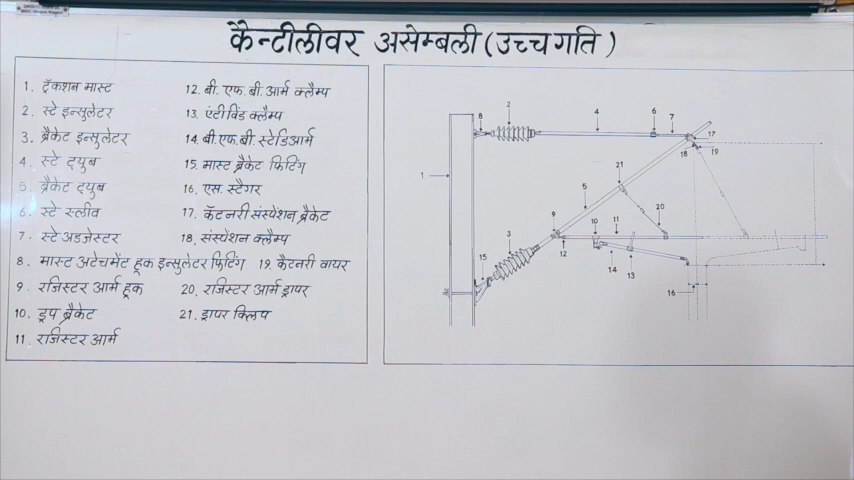 कैन्टीलीवर असेम्बली (उच्च गति)
1. ट्रॅकशन मास्ट
2. स्टे इन्सुलेटर
3. ब्रैकेट इन्सुलेटर
4. स्टे ट्युब
5. ब्रैकेट ट्युब
6. स्टे स्लीव
7. स्टे अडजेस्टर
8. मास्ट अटेचमेंट हूक इन्सुलेटर फिटिंग
9. रजिस्टर आर्म हूक
10. ड्रप ब्रैकेट
11. रजिस्टर आर्म
12. बी. एफ. बी. आर्म क्लैम्प
13. एंटी विंड क्लैम्प
14. बी. एफ. बी स्टेडिआर्म
15. मास्ट ब्रैकेट फिटिंग
16. एस. स्टैगर
17. कॅटनरी संस्पेंशन ब्रैकेट
18. संस्पेंशन क्लैम्प
19. कैटनरी वायर
20. रजिस्टर आर्म ड्रापर
21. ड्रापर क्लिप
1
2
3
4
5
6
7
8
9
10
11
12
13
14
15
16
17
18
19
20
21